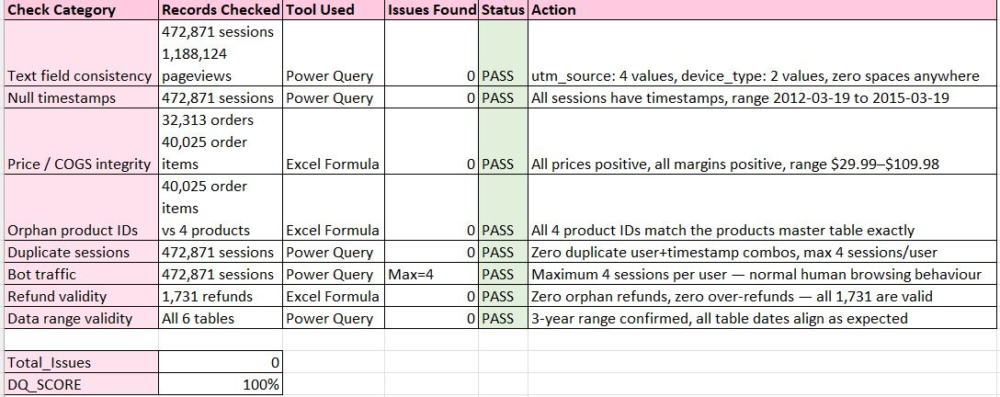 Check Category Records Checked Tool Used Issues Found Status Action
472,871 sessions
1,188,124
Text field consistency pageviews Power Query 0 PASS utm_source: 4 values, device_type: 2 values, zero spaces anywhere
Null timestamps 472,871 sessions Power Query 0 PASS All sessions have timestamps, range 2012-03-19 to 2015-03-19
32,313 orders
40,025 order
Price / COGS integrity items Excel Formula 0 PASS All prices positive, all margins positive, range $29.99–$109.98
40,025 order
items
Orphan product IDs vs 4 products Excel Formula 0 PASS All 4 product IDs match the products master table exactly
Duplicate sessions 472,871 sessions Power Query 0 PASS Zero duplicate user+timestamp combos, max 4 sessions/user
Bot traffic 472,871 sessions Power Query Max=4 PASS Maximum 4 sessions per user — normal human browsing behaviour
Refund validity 1,731 refunds Excel Formula 0 PASS Zero orphan refunds, zero over-refunds — all 1,731 are valid
Data range validity All 6 tables Power Query 0 PASS 3-year range confirmed, all table dates align as expected
Total_Issues 0
DQ_SCORE 100%